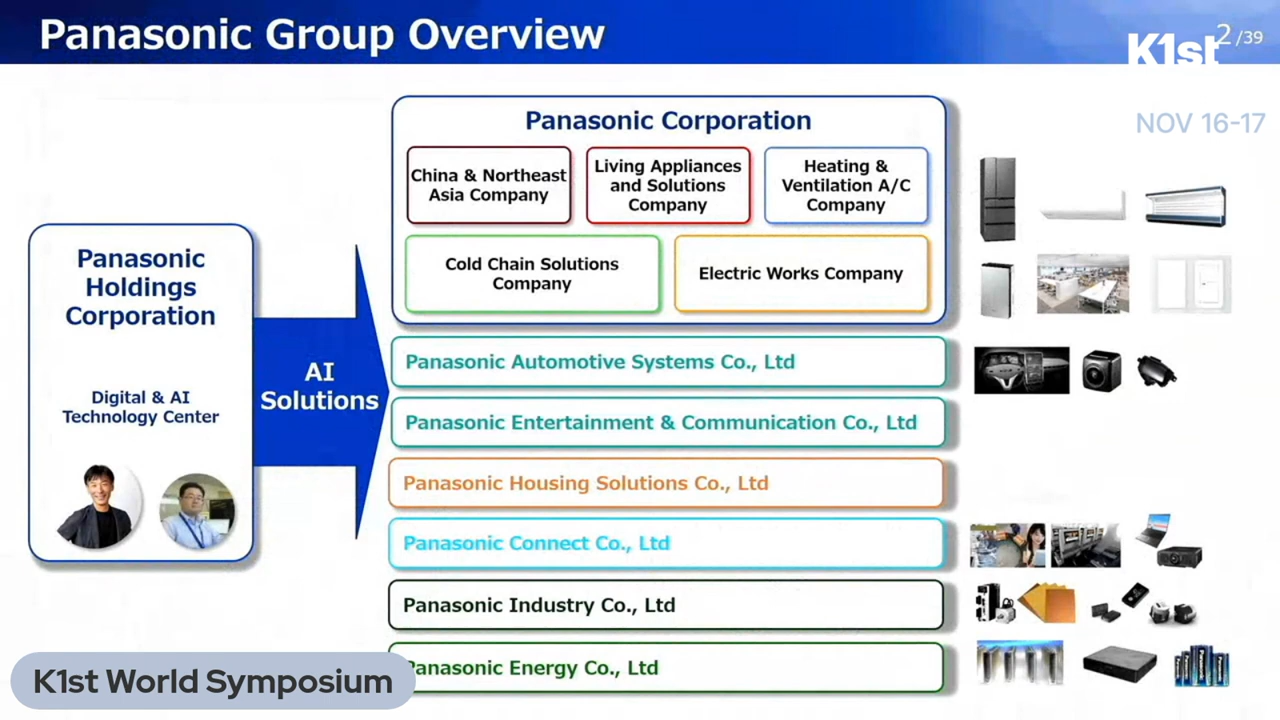 Panasonic Group Overview
2/39
K1st
NOV 16-17
Panasonic
Holdings
Corporation
Digital & AI
Technology Center
AI
Solutions
Panasonic Corporation
China & Northeast
Asia Company
Living Appliances
and Solutions
Company
Heating &
Ventilation A/C
Company
Cold Chain Solutions
Company
Electric Works Company
Panasonic Automotive Systems Co., Ltd
Panasonic Entertainment & Communication Co., Ltd
Panasonic Housing Solutions Co., Ltd
Panasonic Connect Co., Ltd
Panasonic Industry Co., Ltd
Panasonic Energy Co., Ltd
K1st World Symposium